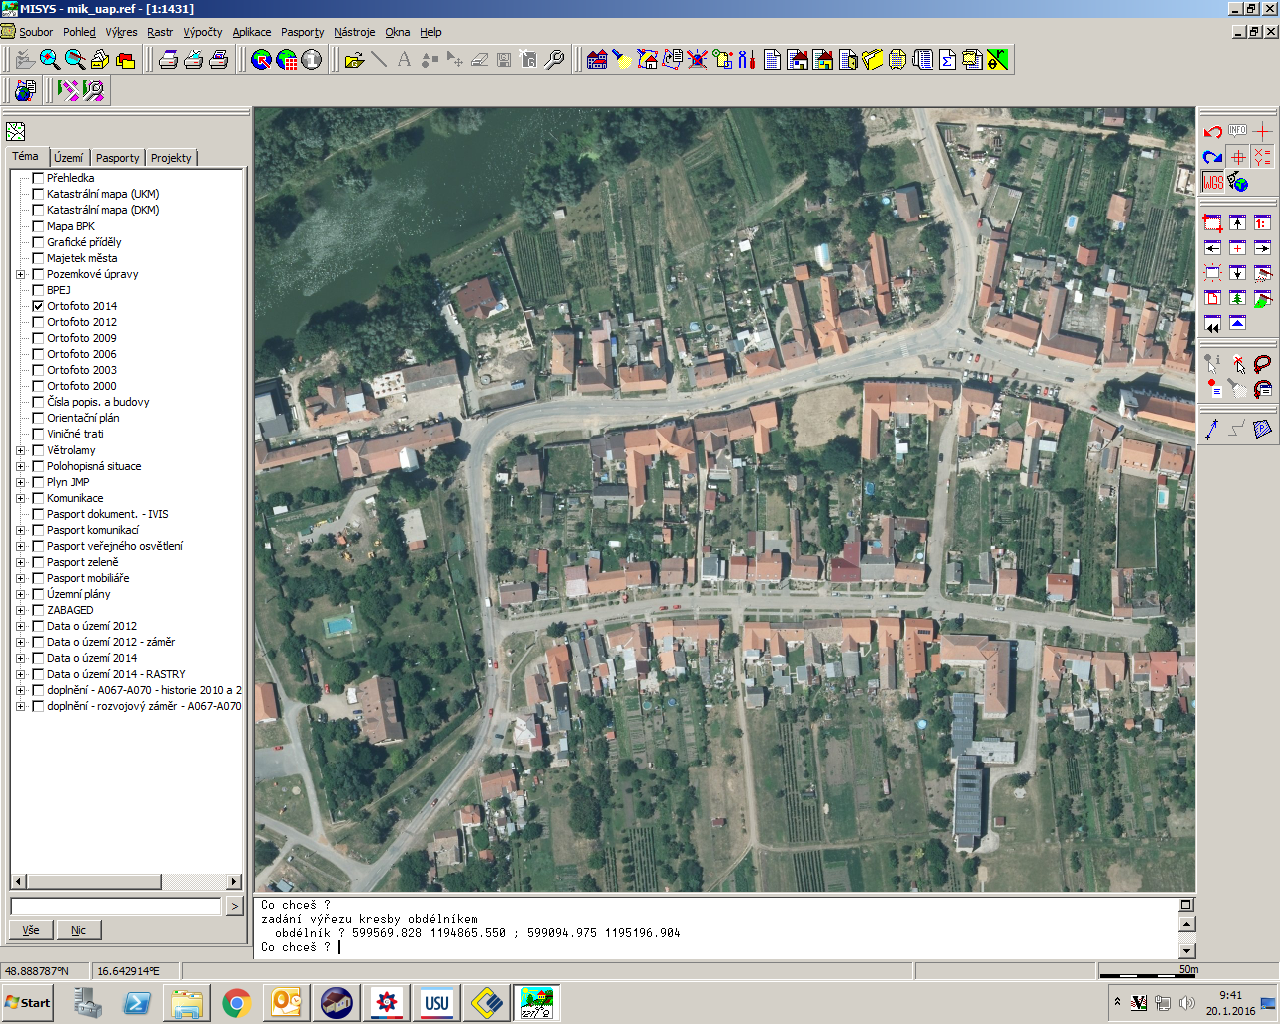 MISYS - mik_uap.ref - [1:1431]
Soubor Pohled Výkres Rastr Výpočty Aplikace Pasporty Nástroje Okna Help
Téma Území Pasporty Projekty
Přehledka
Katastrální mapa (UKM)
Katastrální mapa (DKM)
Mapa BPK
Grafické příděly
Majetek města
Pozemkové úpravy
BPEJ
Ortofoto 2014
Ortofoto 2012
Ortofoto 2009
Ortofoto 2006
Ortofoto 2003
Ortofoto 2000
Čísla popis. a budovy
Orientační plán
Viničné trati
Větrolamy
Polohopisná situace
Plyn JMP
Komunikace
Pasport dokument. - IVIS
Pasport komunikací
Pasport veřejného osvětlení
Pasport zeleně
Pasport mobiliáře
Územní plány
ZABAGED
Data o území 2012
Data o území 2012 - záměr
Data o území 2014
Data o území 2014 - RASTRY
doplnění - A067-A070 - historie 2010 a 2
doplnění - rozvojový záměr - A067-A070
>
Vše Nic
INFO
X=
Y=
WGS
1:
Co chceš ?
zadání výřezu kresby obdélníkem
obdélník ? 599569.828 1194865.550 ; 599094.975 1195196.904
Co chceš ?
48.888787°N 16.642914°E
50m
Start
USU
9:41
20.1.2016